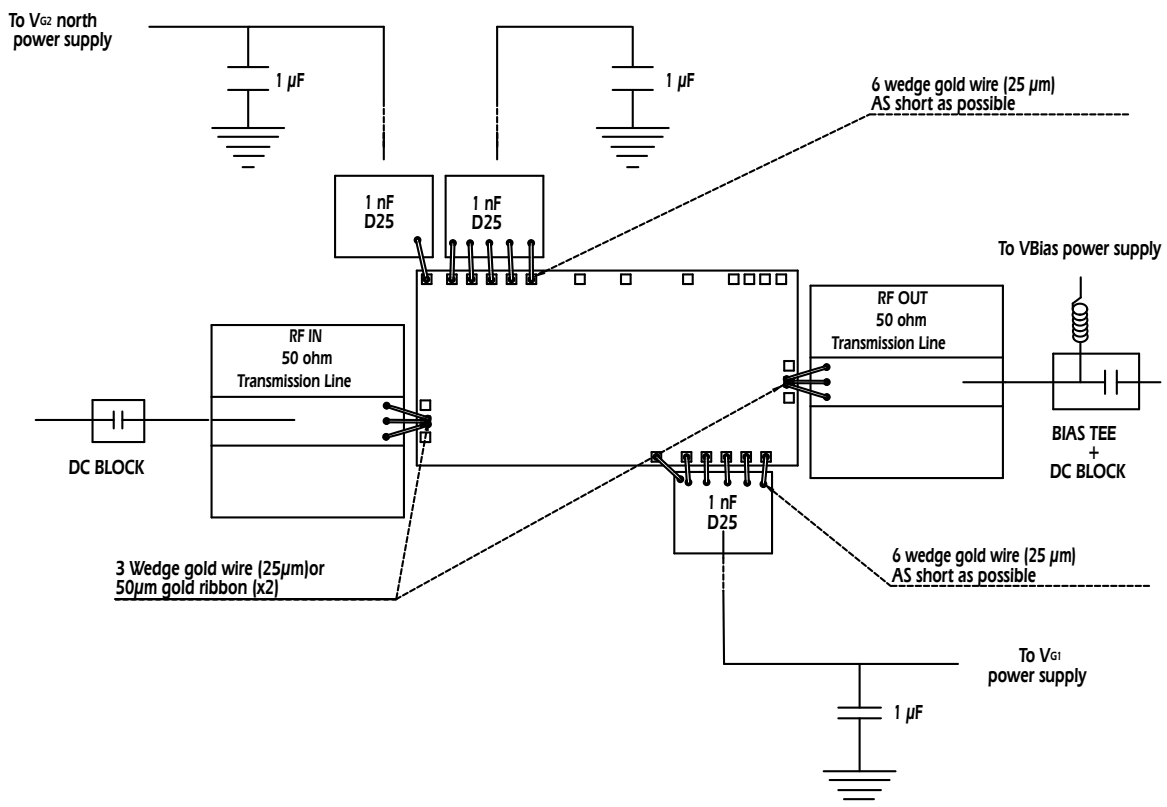 To VG2 north
power supply
1 µF
1 µF
6 wedge gold wire (25 µm)
AS short as possible
1 nF
D25
1 nF
D25
To VBias power supply
RF OUT
50 ohm
Transmission Line
RF IN
50 ohm
Transmission Line
DC BLOCK
BIAS TEE
+
DC BLOCK
1 nF
D25
3 Wedge gold wire (25µm)or
50µm gold ribbon (x2)
6 wedge gold wire (25 µm)
AS short as possible
To VG1
power supply
1 µF